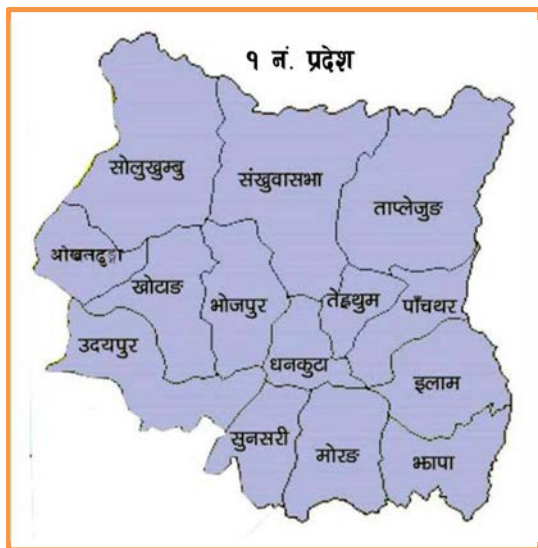 १ नं. प्रदेश
सोलुखुम्बु
संखुवासभा
ताप्लेजुङ
ओखलढुङ्गा
खोटाङ
भोजपुर
तेह्रथुम
पाँचथर
उदयपुर
धनकुटा
इलाम
सुनसरी
मोरङ
झापा